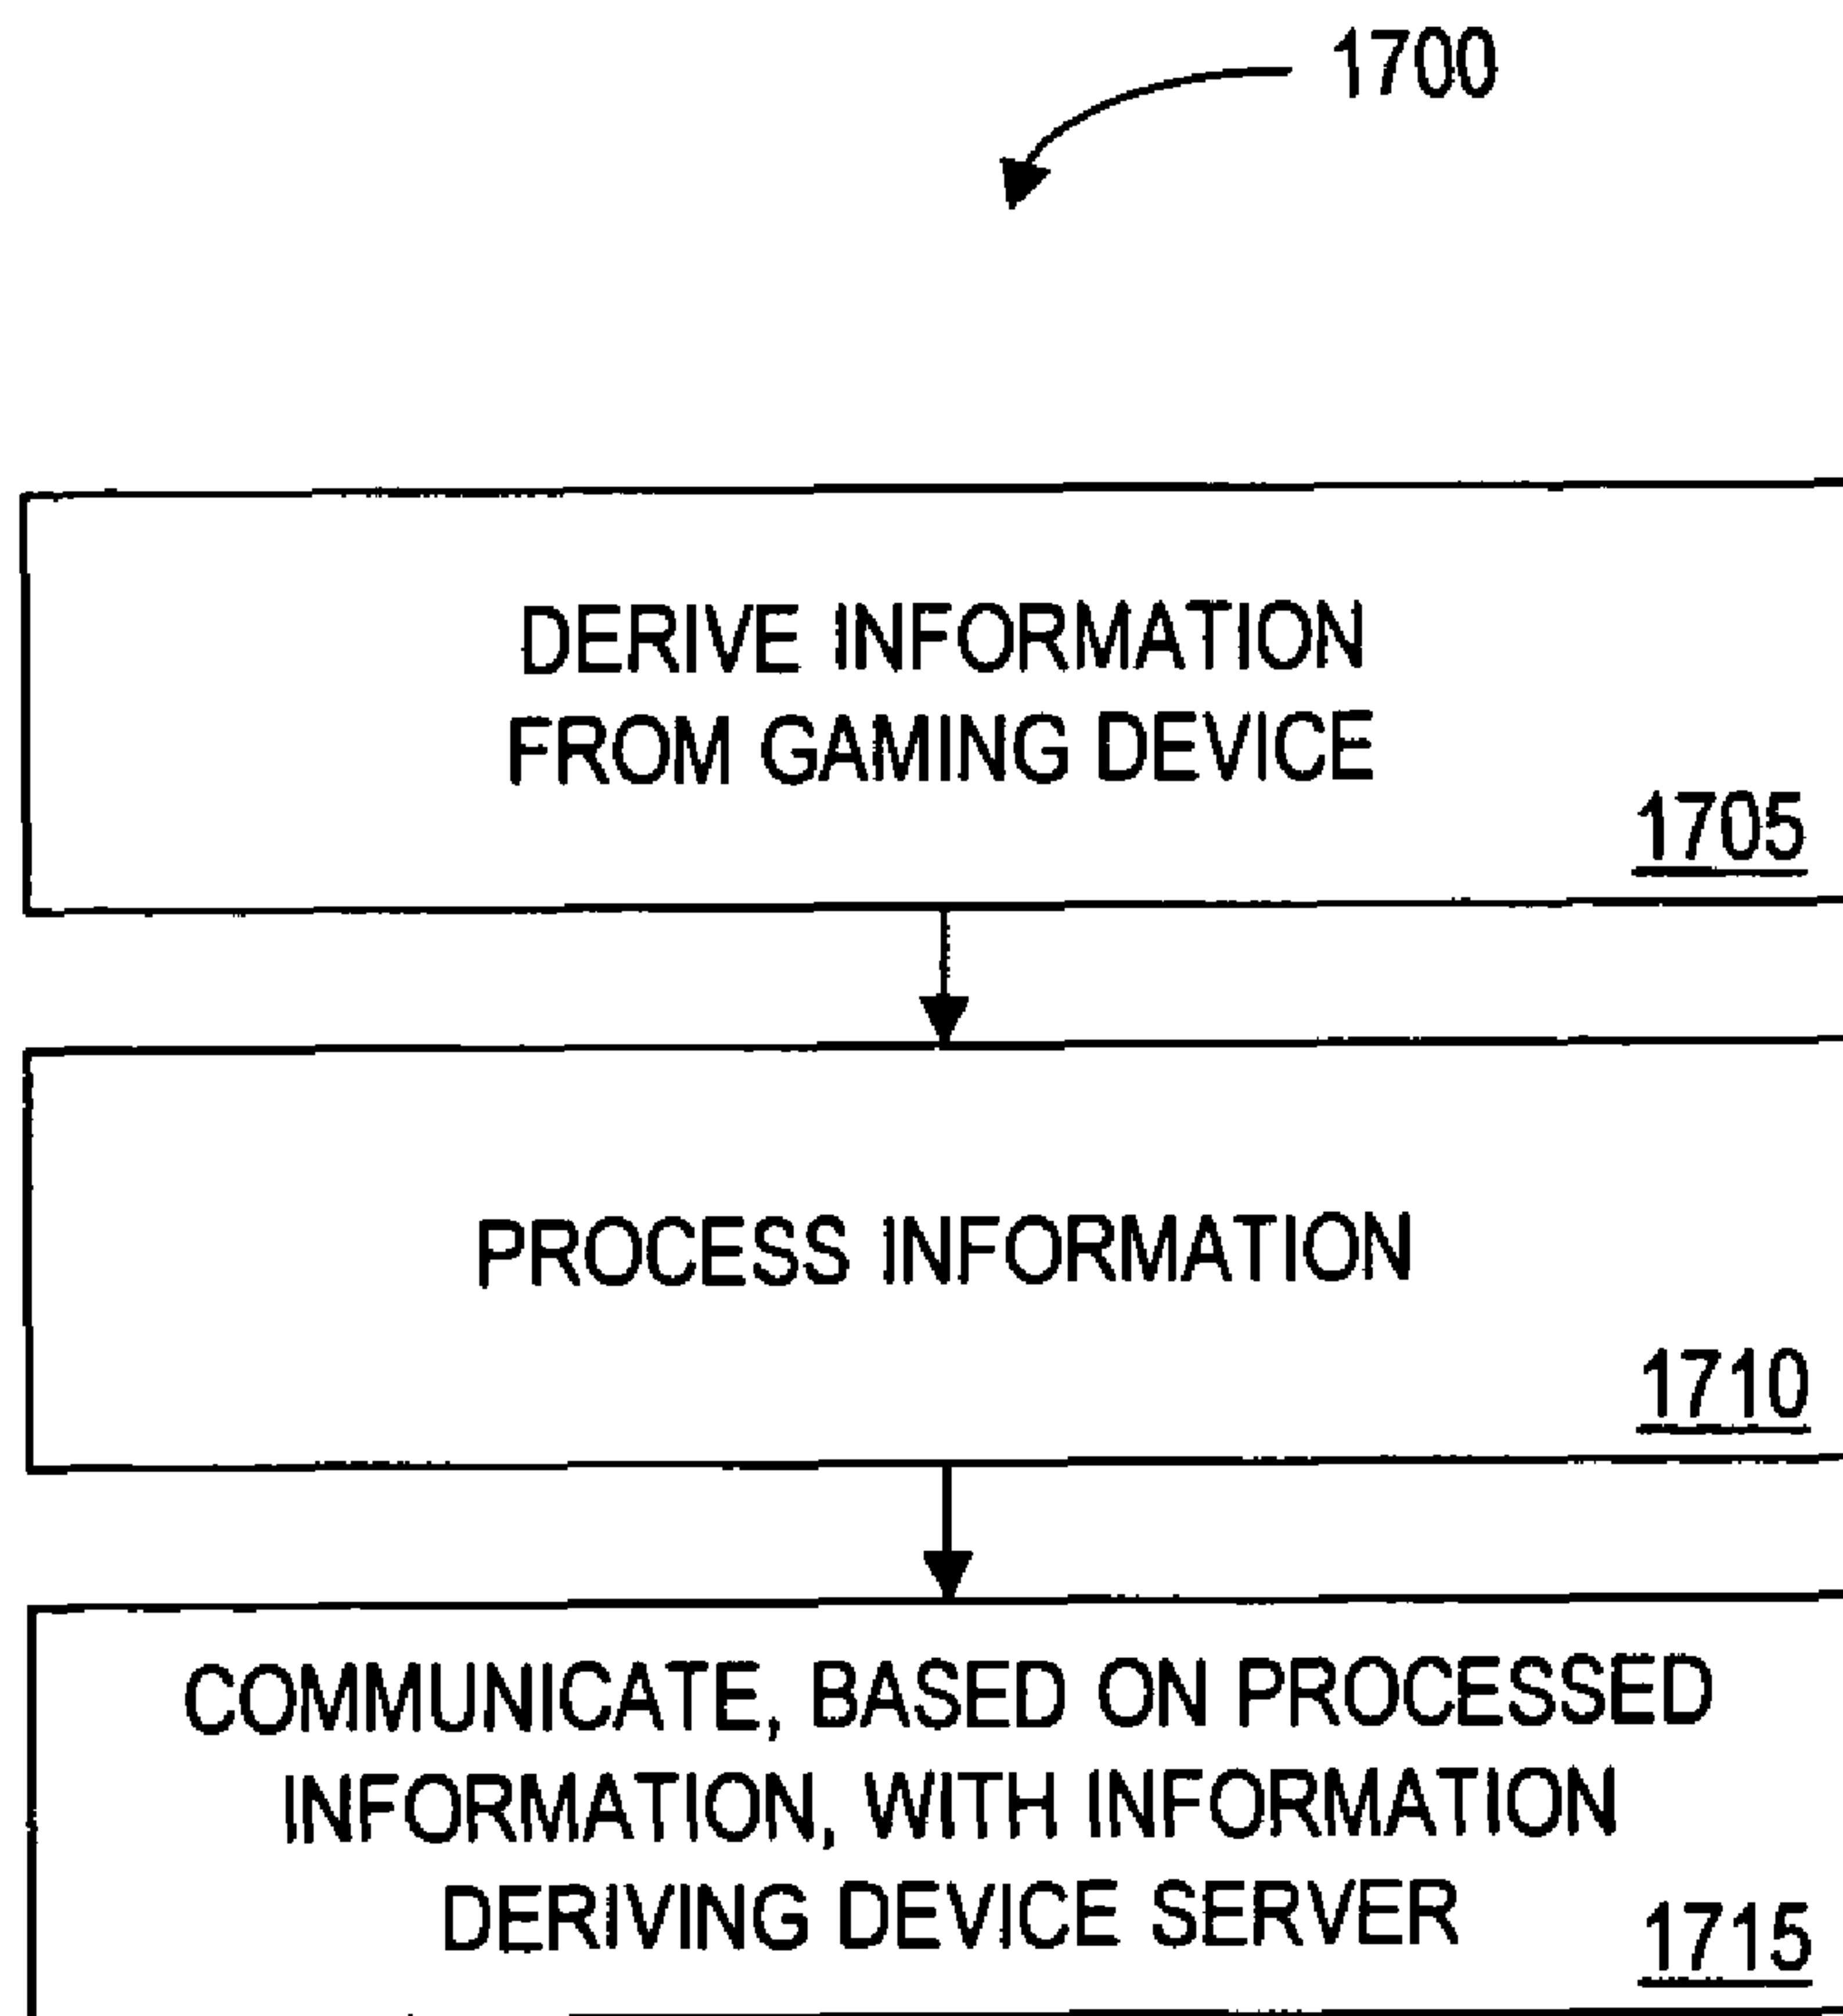 1700
DERIVE INFORMATION
FROM GAMING DEVICE
1705
PROCESS INFORMATION
1710
COMMUNICATE, BASED ON PROCESSED
INFORMATION, WITH INFORMATION
DERIVING DEVICE SERVER
1715